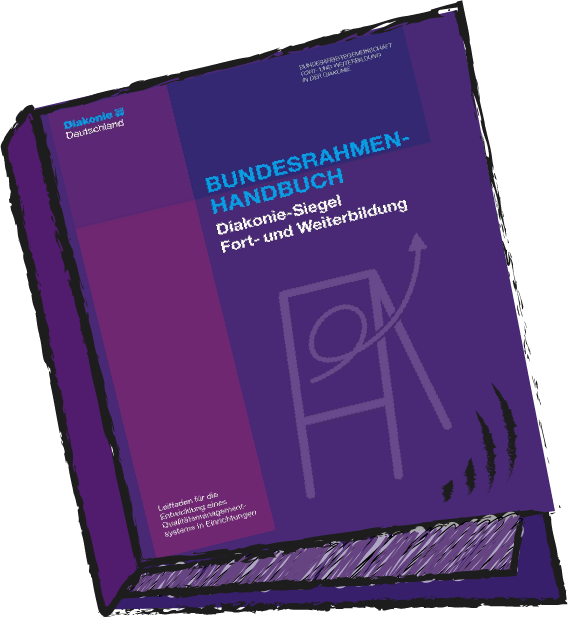 BUNDESARBEITSGEMEINSCHAFT
FORT- UND WEITERBILDUNG
IN DER DIAKONIE
Diakonie
Deutschland
BUNDESRAHMEN-
HANDBUCH
Diakonie-Siegel
Fort- und Weiterbildung
Leitfaden für die
Entwicklung eines
Qualitätsmanagement-
systems in Einrichtungen